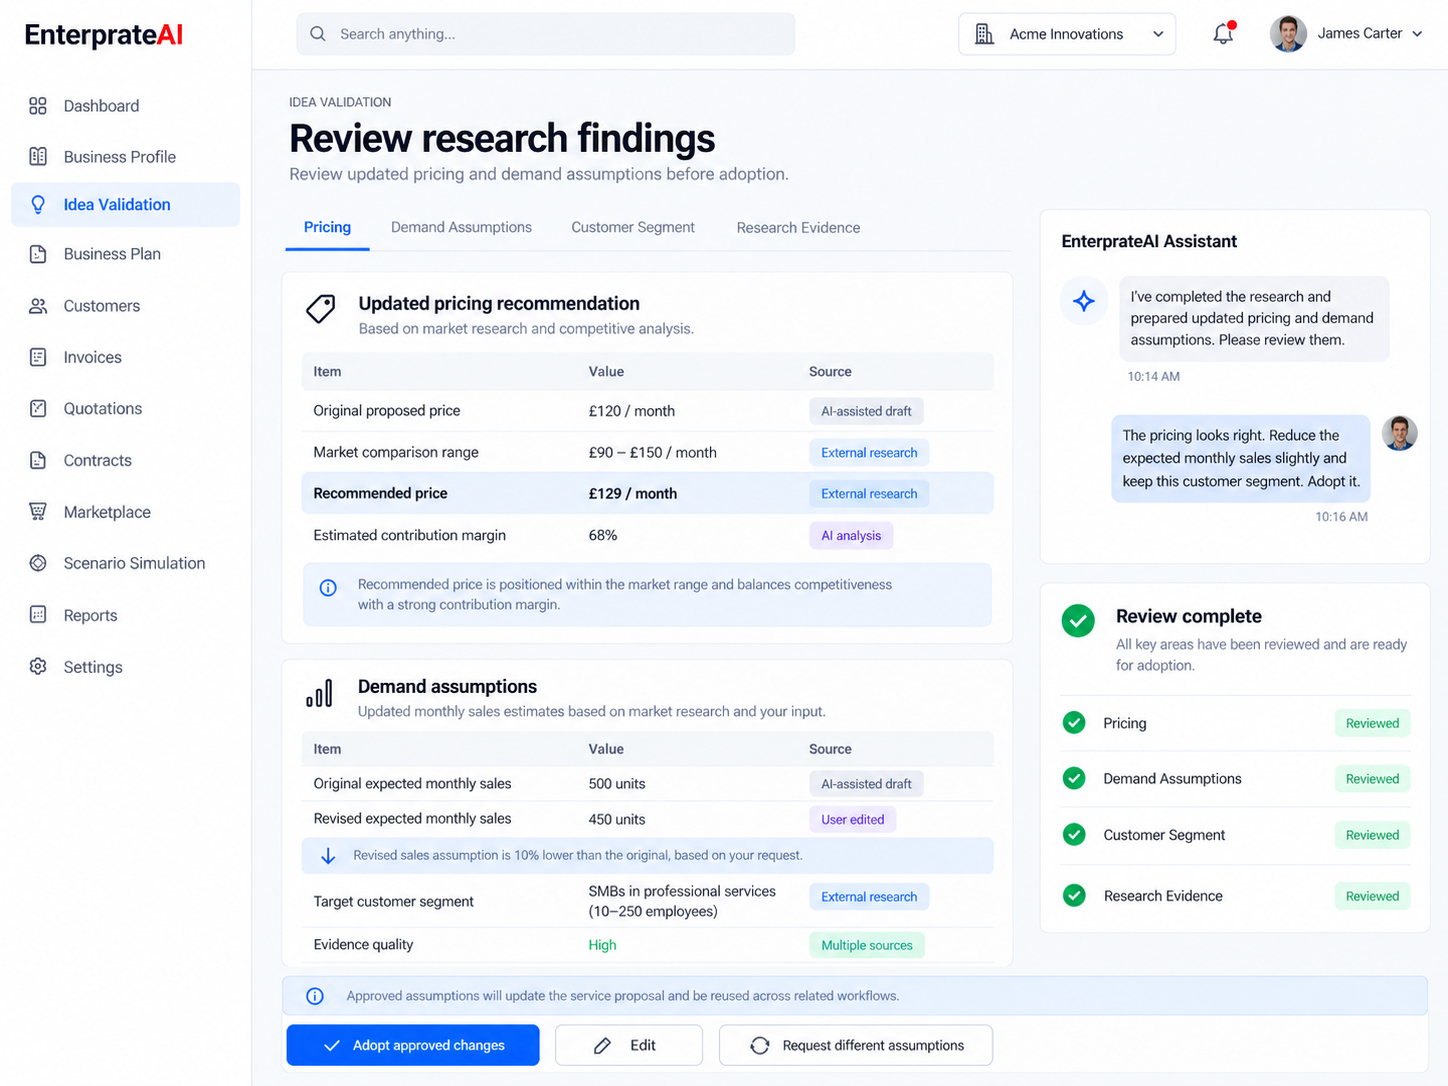 EnterprateAI
Search anything...
Acme Innovations
James Carter
Dashboard
Business Profile
Idea Validation
Business Plan
Customers
Invoices
Quotations
Contracts
Marketplace
Scenario Simulation
Reports
Settings
IDEA VALIDATION
Review research findings
Review updated pricing and demand assumptions before adoption.
Pricing
Demand Assumptions
Customer Segment
Research Evidence
Updated pricing recommendation
Based on market research and competitive analysis.
Item Value Source
Original proposed price £120 / month AI-assisted draft
Market comparison range £90 – £150 / month External research
Recommended price £129 / month External research
Estimated contribution margin 68% AI analysis
Recommended price is positioned within the market range and balances competitiveness
with a strong contribution margin.
Demand assumptions
Updated monthly sales estimates based on market research and your input.
Item Value Source
Original expected monthly sales 500 units AI-assisted draft
Revised expected monthly sales 450 units User edited
Revised sales assumption is 10% lower than the original, based on your request.
Target customer segment SMBs in professional services
(10–250 employees) External research
Evidence quality High Multiple sources
EnterprateAI Assistant
I've completed the research and
prepared updated pricing and demand
assumptions. Please review them.
10:14 AM
The pricing looks right. Reduce the
expected monthly sales slightly and
keep this customer segment. Adopt it.
10:16 AM
Review complete
All key areas have been reviewed and are ready
for adoption.
Pricing Reviewed
Demand Assumptions Reviewed
Customer Segment Reviewed
Research Evidence Reviewed
Approved assumptions will update the service proposal and be reused across related workflows.
Adopt approved changes
Edit
Request different assumptions